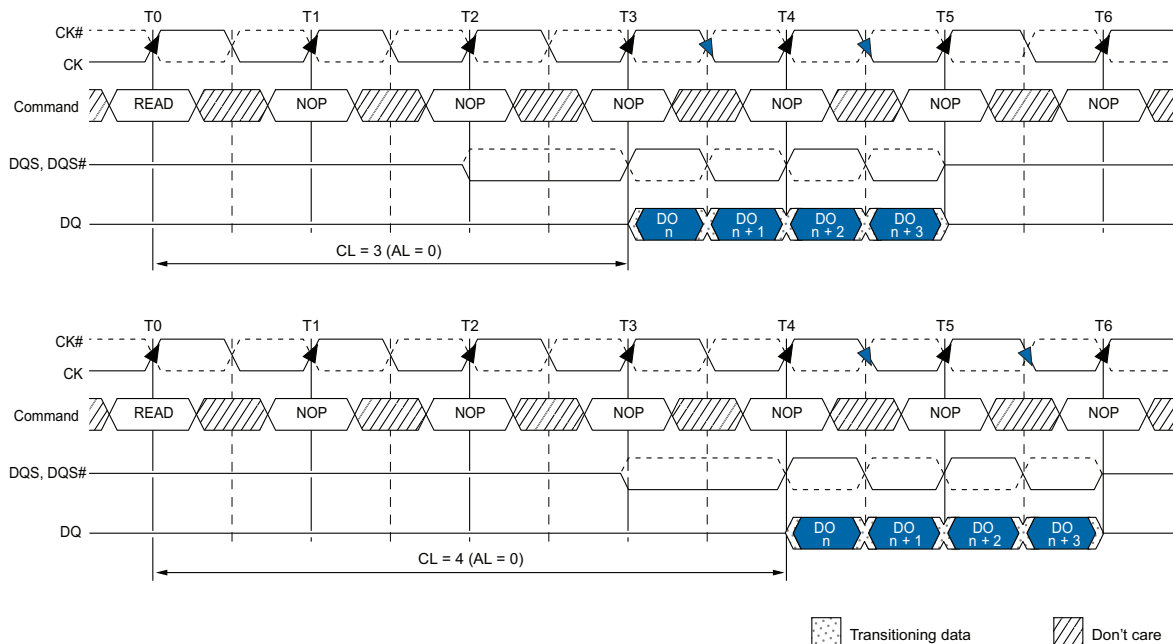 T0 T1 T2 T3 T4 T5 T6
CK#
CK
Command READ NOP NOP NOP NOP NOP NOP
DQS, DQS#
DQ DO n DO n + 1 DO n + 2 DO n + 3
CL = 3 (AL = 0)
T0 T1 T2 T3 T4 T5 T6
CK#
CK
Command READ NOP NOP NOP NOP NOP NOP
DQS, DQS#
DQ DO n DO n + 1 DO n + 2 DO n + 3
CL = 4 (AL = 0)
Transitioning data Don't care